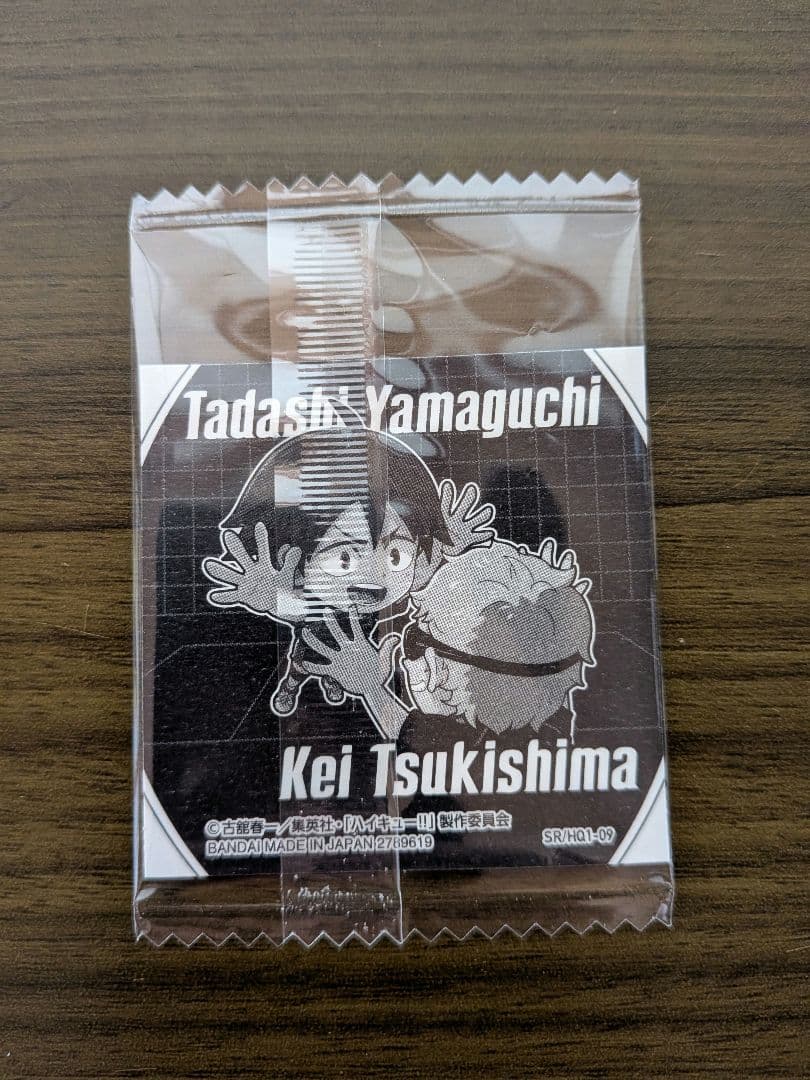 Tadashi Yamaguchi
Kei Tsukishima
©古舘春一／集英社・「ハイキュー!!」製作委員会
BANDAI MADE IN JAPAN 2789619
SR/HQ1-09